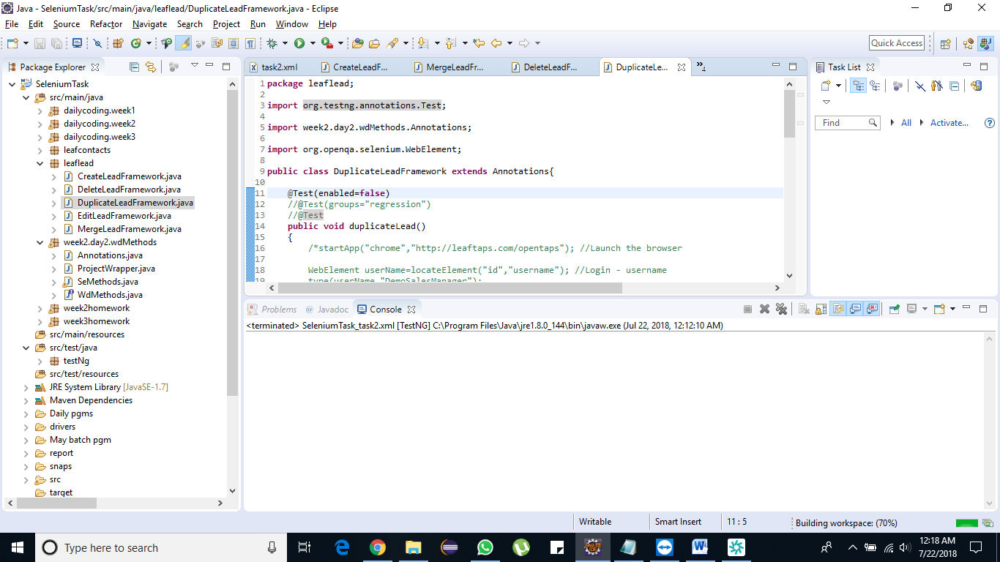 Java - SeleniumTask/src/main/java/leaflead/DuplicateLeadFramework.java - Eclipse
File Edit Source Refactor Navigate Search Project Run Window Help
Quick Access
Package Explorer
SeleniumTask
src/main/java
dailycoding.week1
dailycoding.week2
dailycoding.week3
leafcontacts
leaflead
CreateLeadFramework.java
DeleteLeadFramework.java
DuplicateLeadFramework.java
EditLeadFramework.java
MergeLeadFramework.java
week2.day2.wdMethods
Annotations.java
ProjectWrapper.java
SeMethods.java
WdMethods.java
week2homework
week3homework
src/main/resources
src/test/java
testNg
src/test/resources
JRE System Library [JavaSE-1.7]
Maven Dependencies
Daily pgms
drivers
May batch pgm
report
snaps
src
target
task2.xml CreateLeadF... MergeLeadFr... DeleteLeadF... DuplicateLe... »4
1 package leaflead;
2
3 import org.testng.annotations.Test;
4
5 import week2.day2.wdMethods.Annotations;
6
7 import org.openqa.selenium.WebElement;
8
9 public class DuplicateLeadFramework extends Annotations{
10
11 @Test(enabled=false)
12 //@Test(groups="regression")
13 //@Test
14 public void duplicateLead()
15 {
16 /*startApp("chrome","http://leaftaps.com/opentaps"); //Launch the browser
17
18 WebElement userName=locateElement("id","username"); //Login - username
19 type(userName,"DemoSalesManager");
Task List
Find All Activate...
Problems @ Javadoc Console
<terminated> SeleniumTask_task2.xml [TestNG] C:\Program Files\Java\jre1.8.0_144\bin\javaw.exe (Jul 22, 2018, 12:12:10 AM)
Writable Smart Insert 11 : 5 Building workspace: (70%)
Type here to search
12:18 AM
7/22/2018